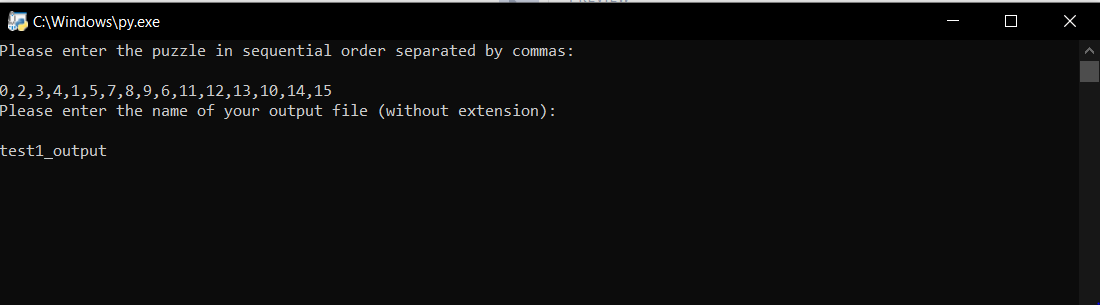 C:\Windows\py.exe
Please enter the puzzle in sequential order separated by commas:
0,2,3,4,1,5,7,8,9,6,11,12,13,10,14,15
Please enter the name of your output file (without extension):
test1_output